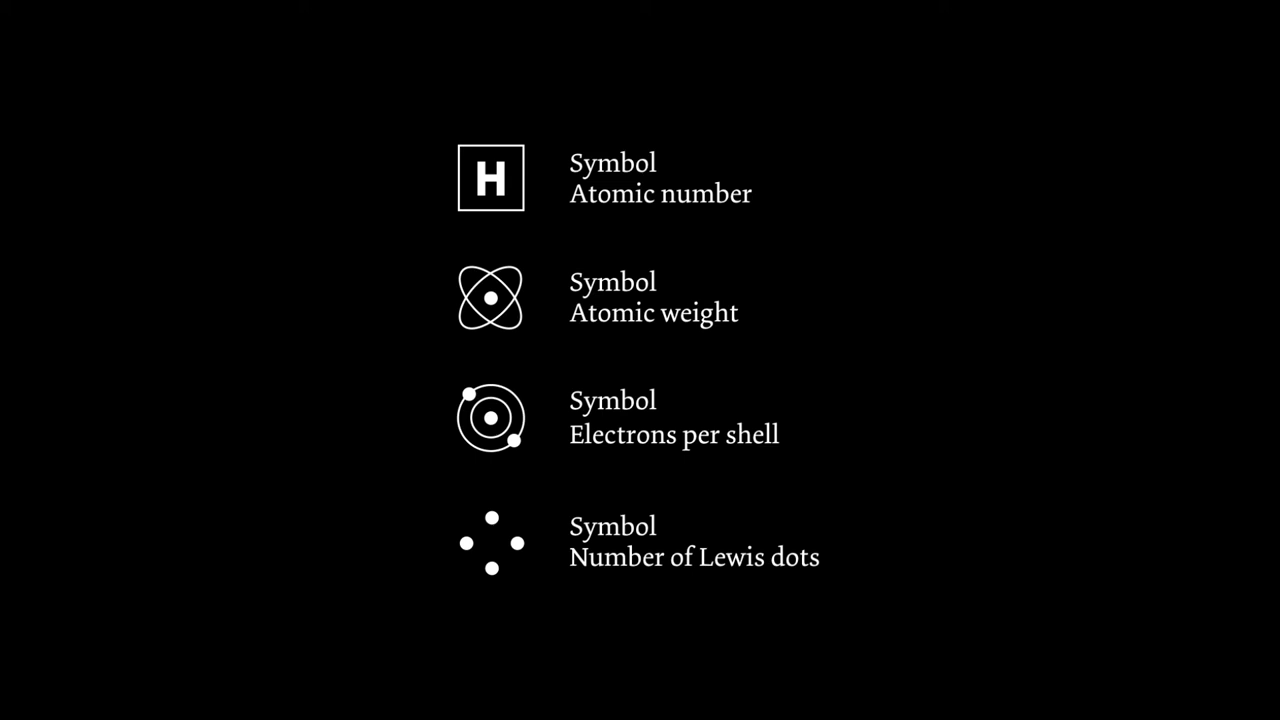 H
Symbol
Atomic number
Symbol
Atomic weight
Symbol
Electrons per shell
Symbol
Number of Lewis dots